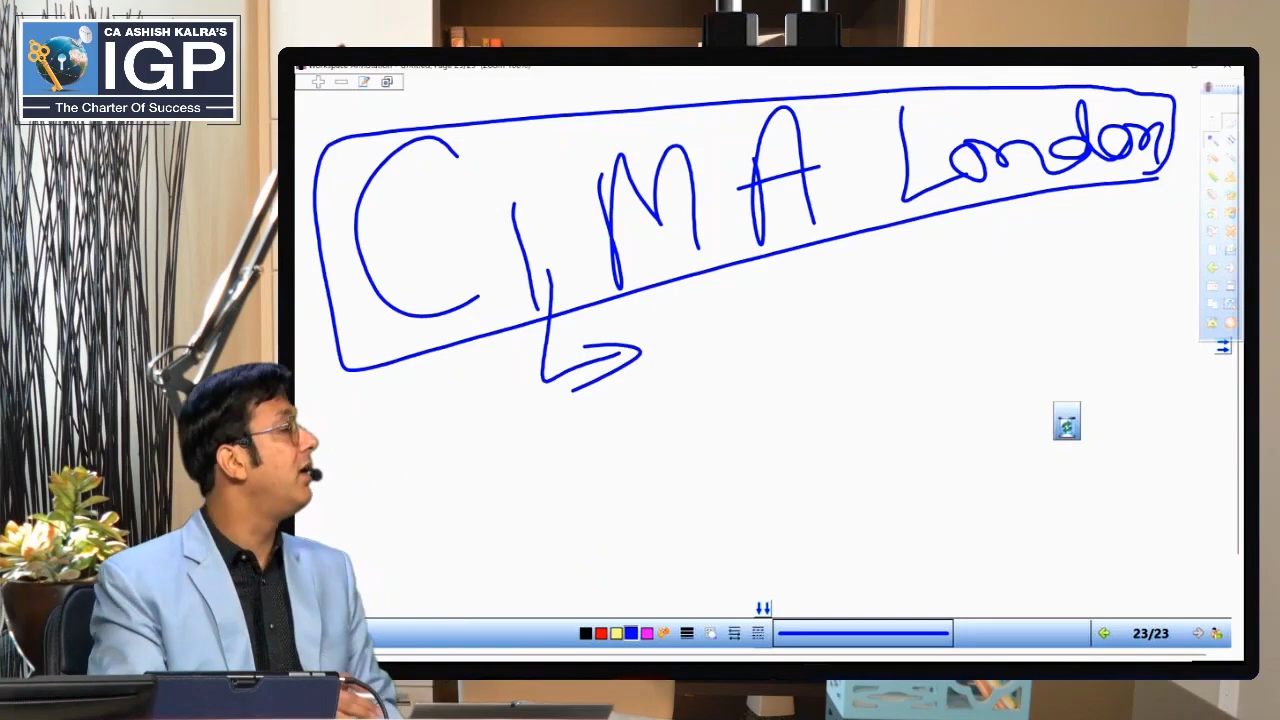 CA ASHISH KALRA'S
IGP
The Charter Of Success
CIMA London
23/23